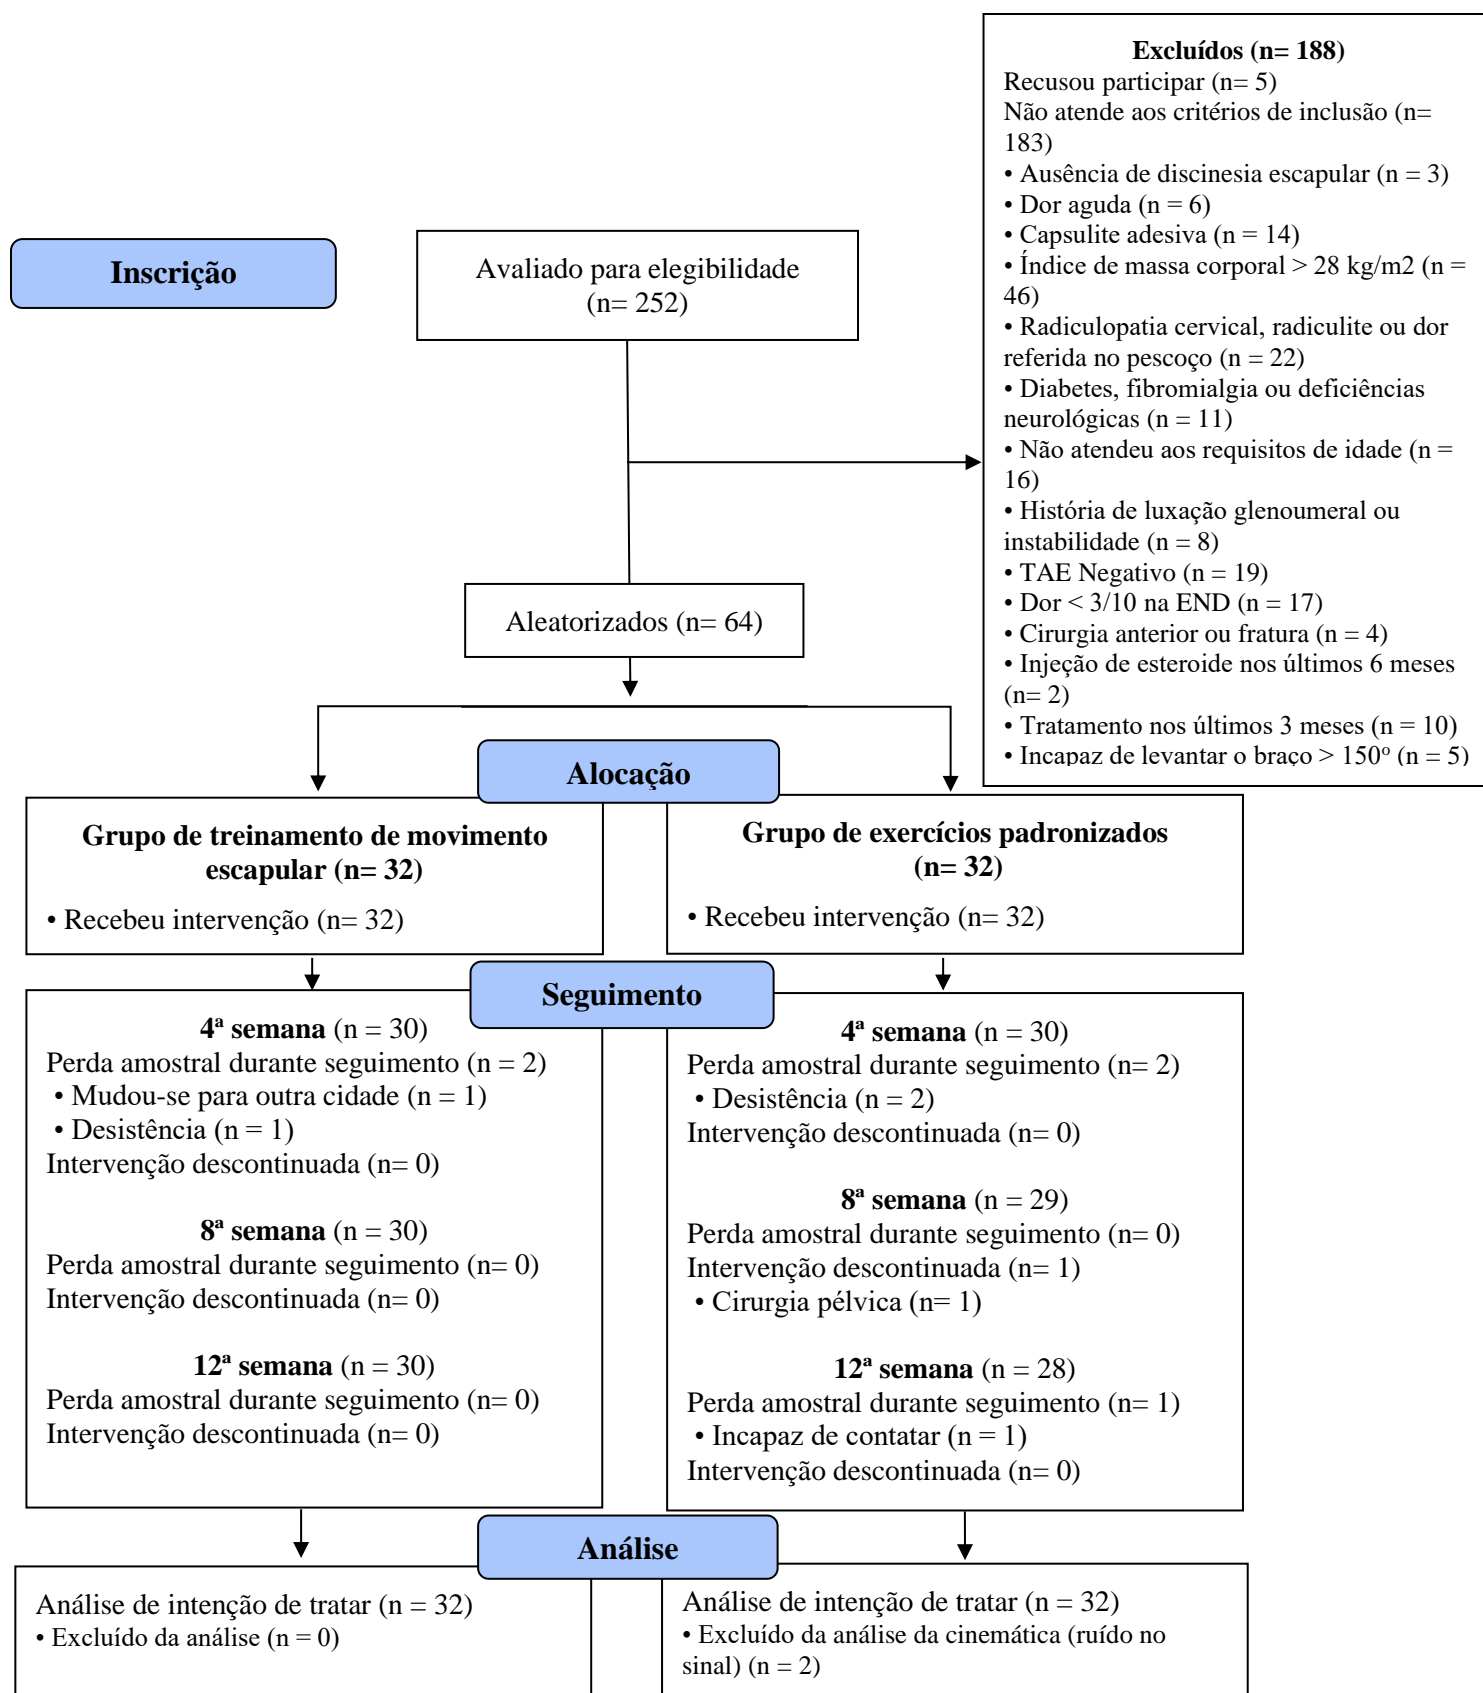 Excluídos (n= 188)
Recusou participar (n= 5)
Não atende aos critérios de inclusão (n=
183)
• Ausência de discinesia escapular (n = 3)
• Dor aguda (n = 6)
• Capsulite adesiva (n = 14)
• Índice de massa corporal > 28 kg/m2 (n =
46)
• Radiculopatia cervical, radiculite ou dor
referida no pescoço (n = 22)
• Diabetes, fibromialgia ou deficiências
neurológicas (n = 11)
• Não atendeu aos requisitos de idade (n =
16)
• História de luxação glenoumeral ou
instabilidade (n = 8)
• TAE Negativo (n = 19)
• Dor < 3/10 na END (n = 17)
• Cirurgia anterior ou fratura (n = 4)
• Injeção de esteroide nos últimos 6 meses
(n= 2)
• Tratamento nos últimos 3 meses (n = 10)
• Incapaz de levantar o braço > 150º (n = 5)
Inscrição
Avaliado para elegibilidade
(n= 252)
Aleatorizados (n= 64)
Alocação
Grupo de treinamento de movimento
escapular (n= 32)
• Recebeu intervenção (n= 32)
Grupo de exercícios padronizados
(n= 32)
• Recebeu intervenção (n= 32)
Seguimento
4ª semana (n = 30)
Perda amostral durante seguimento (n = 2)
• Mudou-se para outra cidade (n = 1)
• Desistência (n = 1)
Intervenção descontinuada (n= 0)
8ª semana (n = 30)
Perda amostral durante seguimento (n= 0)
Intervenção descontinuada (n= 0)
12ª semana (n = 30)
Perda amostral durante seguimento (n= 0)
Intervenção descontinuada (n= 0)
4ª semana (n = 30)
Perda amostral durante seguimento (n= 2)
• Desistência (n = 2)
Intervenção descontinuada (n= 0)
8ª semana (n = 29)
Perda amostral durante seguimento (n= 0)
Intervenção descontinuada (n= 1)
• Cirurgia pélvica (n= 1)
12ª semana (n = 28)
Perda amostral durante seguimento (n= 1)
• Incapaz de contatar (n = 1)
Intervenção descontinuada (n= 0)
Análise
Análise de intenção de tratar (n = 32)
• Excluído da análise (n = 0)
Análise de intenção de tratar (n = 32)
• Excluído da análise da cinemática (ruído no
sinal) (n = 2)